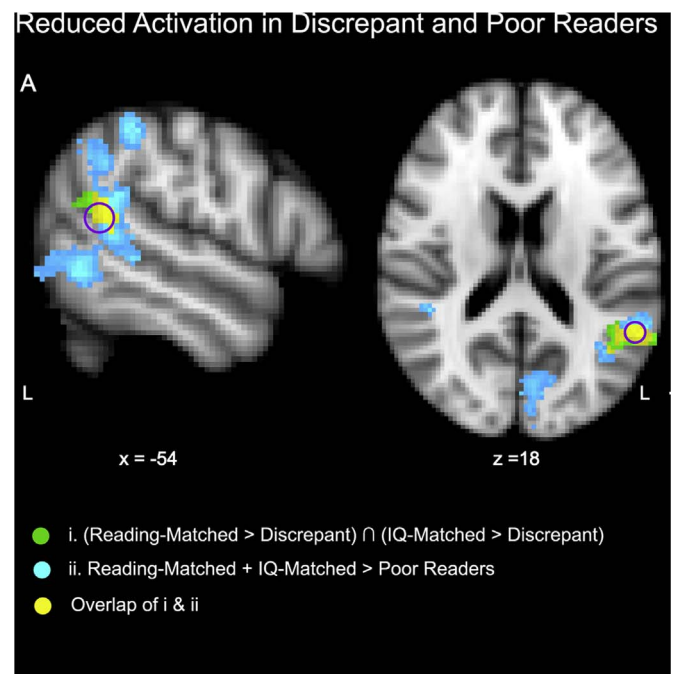 Reduced Activation in Discrepant and Poor Readers
A
L
L
x = -54
z =18
i. (Reading-Matched > Discrepant) ∩ (IQ-Matched > Discrepant)
ii. Reading-Matched + IQ-Matched > Poor Readers
Overlap of i & ii